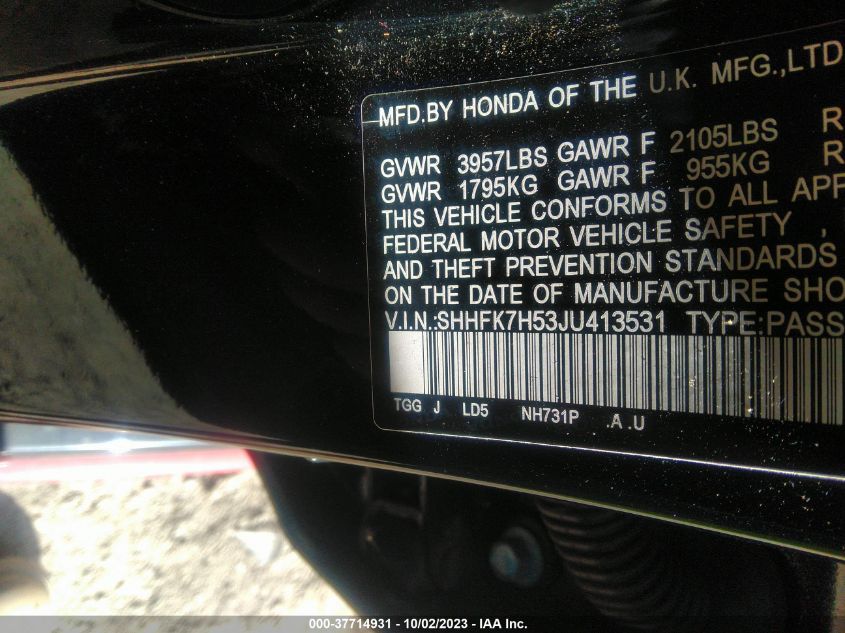 MFD.BY HONDA OF THE U.K. MFG.,LTD
GVWR 3957LBS GAWR F 2105LBS R
GVWR 1795KG GAWR F 955KG R
THIS VEHICLE CONFORMS TO ALL APP
FEDERAL MOTOR VEHICLE SAFETY ,
AND THEFT PREVENTION STANDARDS
ON THE DATE OF MANUFACTURE SHO
V.I.N.:SHHFK7H53JU413531 TYPE:PASS
TGG J LD5 NH731P .A .U
000-37714931 - 10/02/2023 - IAA Inc.